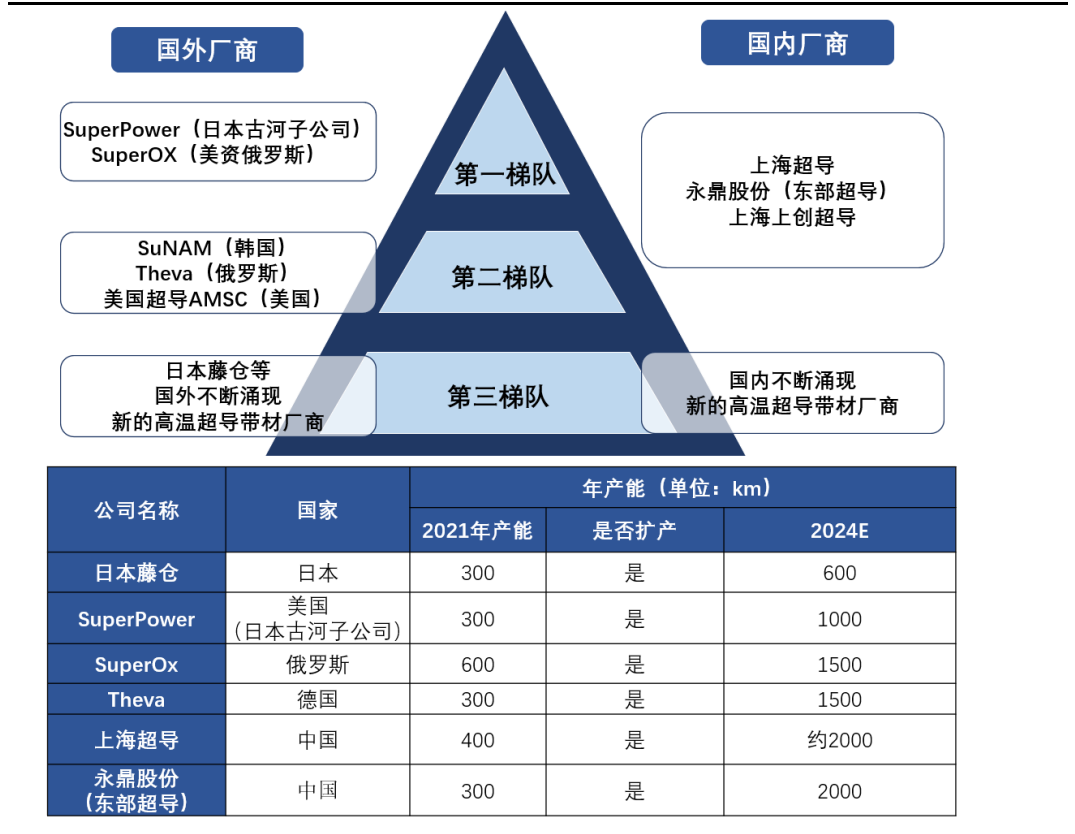 国外厂商
国内厂商
SuperPower（日本古河子公司）
SuperOX（美资俄罗斯）
第一梯队
上海超导
永鼎股份（东部超导）
上海上创超导
SuNAM（韩国）
Theva（俄罗斯）
美国超导AMSC（美国）
第二梯队
日本藤仓等
国外不断涌现
新的高温超导带材厂商
第三梯队
国内不断涌现
新的高温超导带材厂商
公司名称 国家 年产能（单位：km）
2021年产能 是否扩产 2024E
日本藤仓 日本 300 是 600
SuperPower 美国
（日本古河子公司） 300 是 1000
SuperOx 俄罗斯 600 是 1500
Theva 德国 300 是 1500
上海超导 中国 400 是 约2000
永鼎股份
（东部超导） 中国 300 是 2000